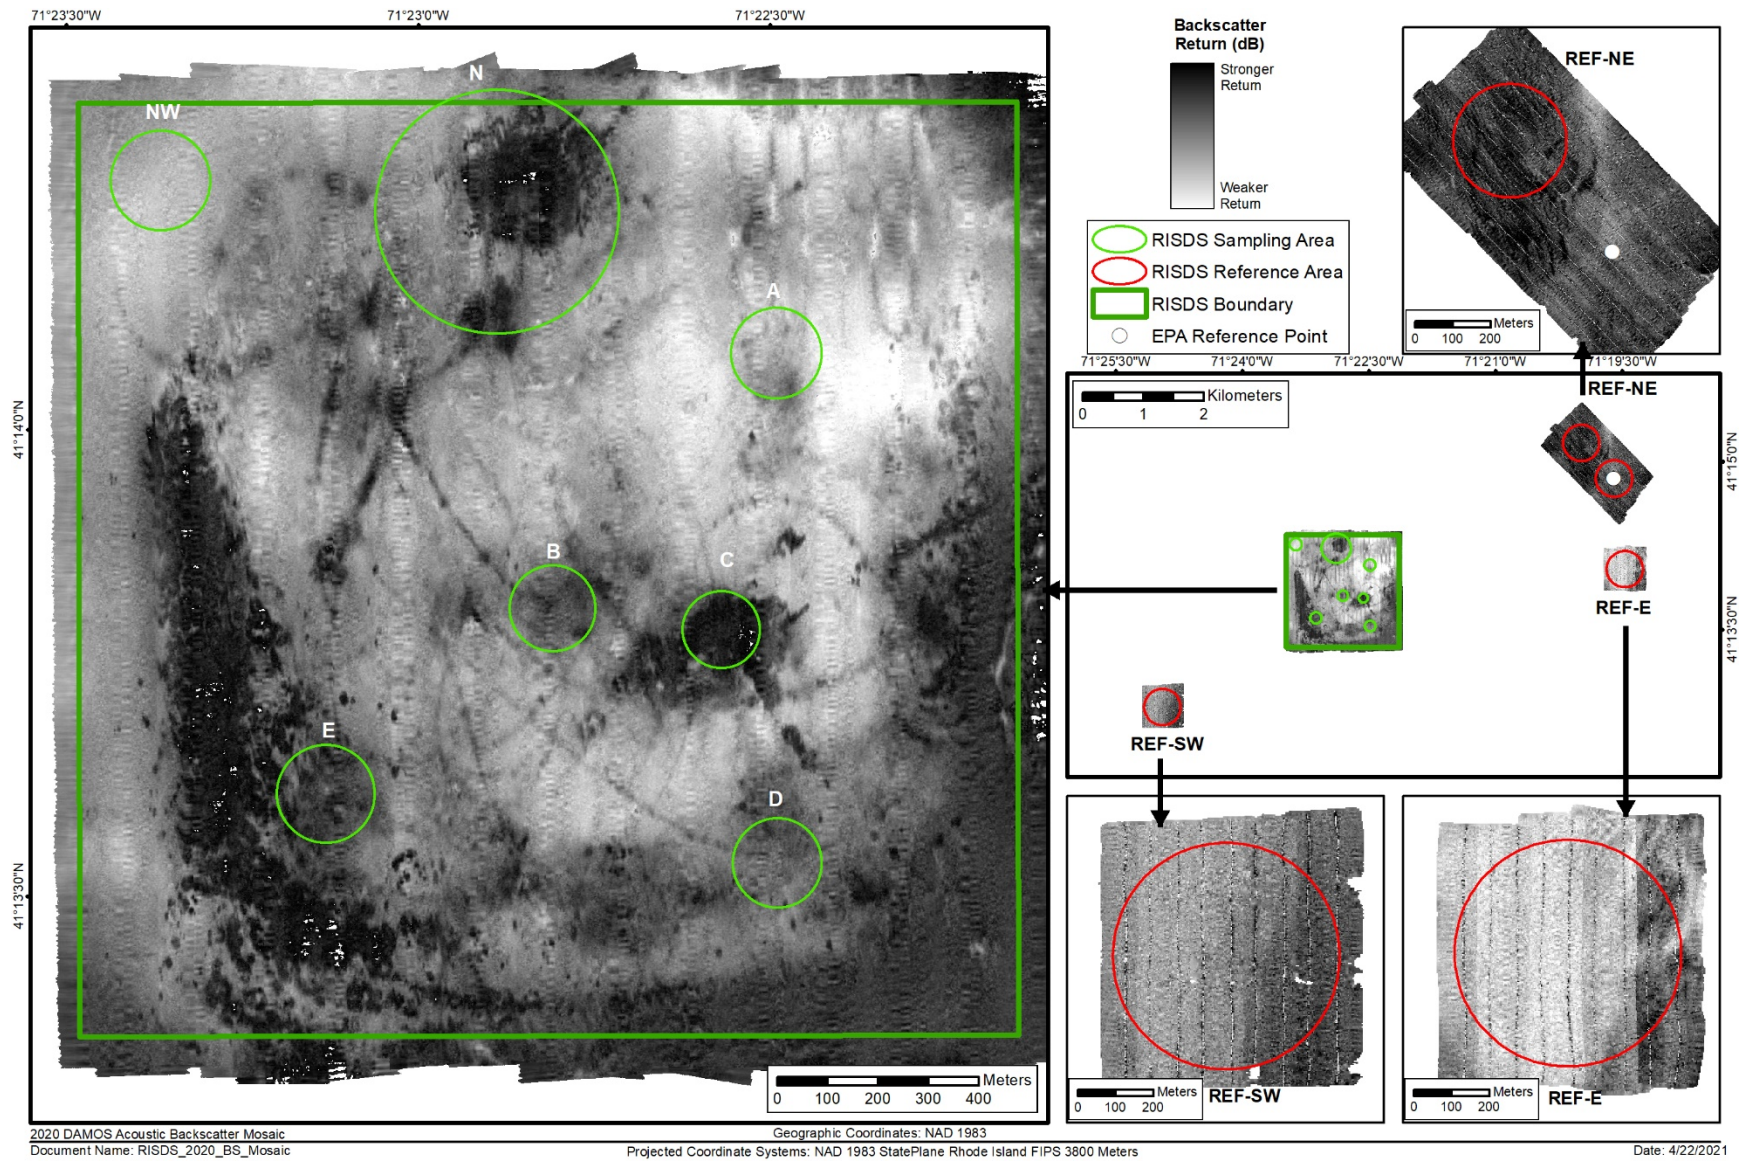 71°23'30"W
71°23'0"W
71°22'30"W
41°14'0"N
41°13'30"N
N
NW
A
B
C
E
D
Meters
0 100 200 300 400
Backscatter
Return (dB)
Stronger
Return
Weaker
Return
RISDS Sampling Area
RISDS Reference Area
RISDS Boundary
EPA Reference Point
REF-NE
Meters
0 100 200
71°25'30"W
71°24'0"W
71°22'30"W
71°21'0"W
71°19'30"W
Kilometers
0 1 2
REF-NE
41°15'0"N
41°13'30"N
REF-E
REF-SW
Meters
0 100 200
REF-SW
Meters
0 100 200
REF-E
2020 DAMOS Acoustic Backscatter Mosaic
Geographic Coordinates: NAD 1983
Document Name: RISDS_2020_BS_Mosaic
Projected Coordinate Systems: NAD 1983 StatePlane Rhode Island FIPS 3800 Meters
Date: 4/22/2021